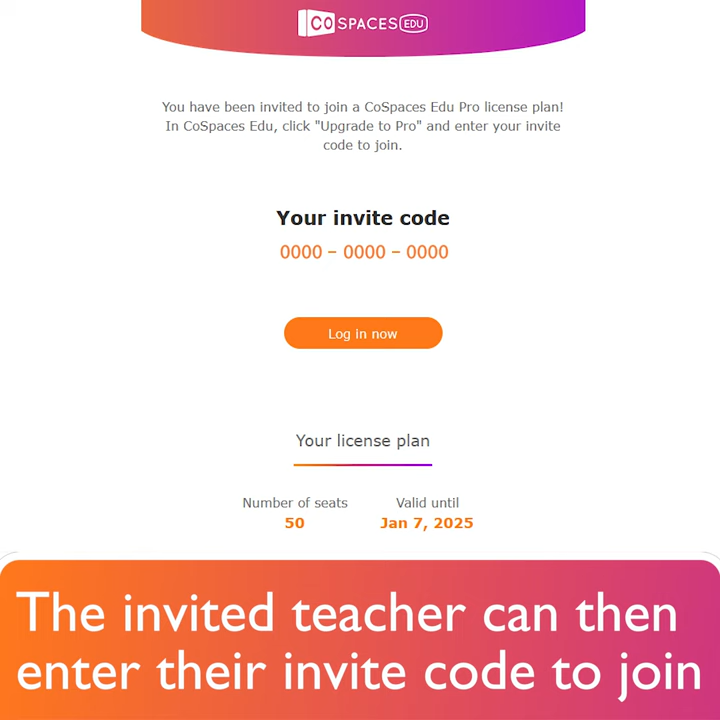 COSPACES EDU
You have been invited to join a CoSpaces Edu Pro license plan!
In CoSpaces Edu, click "Upgrade to Pro" and enter your invite
code to join.
Your invite code
0000 – 0000 – 0000
Log in now
Your license plan
Number of seats Valid until
50 Jan 7, 2025
The invited teacher can then
enter their invite code to join